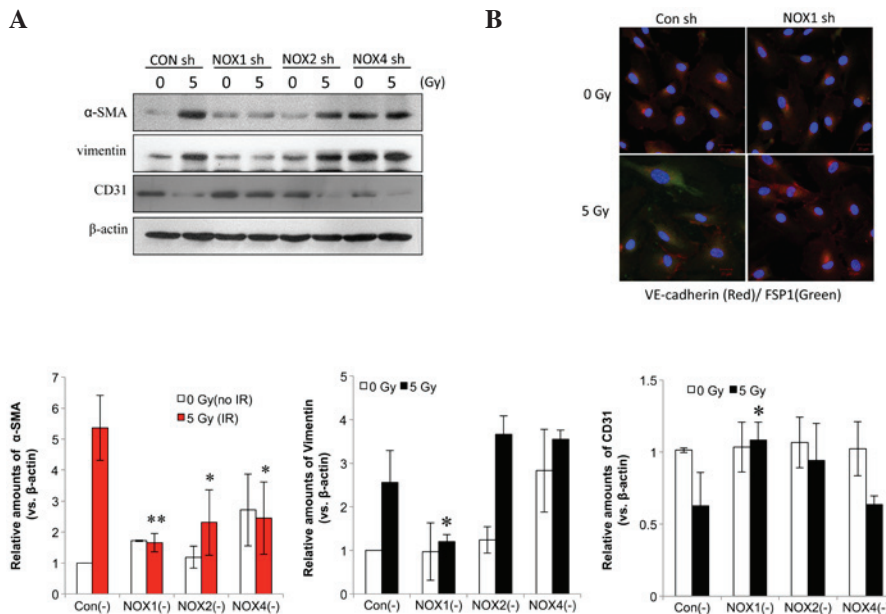 A
CON sh NOX1 sh NOX2 sh NOX4 sh
0 5 0 5 0 5 0 5 (Gy)
α-SMA
vimentin
CD31
β-actin
B
Con sh NOX1 sh
0 Gy
5 Gy
VE-cadherin (Red)/ FSP1(Green)
Relative amounts of α-SMA
(vs. β-actin)
7
6
5
4
3
2
1
0
0 Gy(no IR)
5 Gy (IR)
**
*
*
Con(-) NOX1(-) NOX2(-) NOX4(-)
Relative amounts of Vimentin
(vs. β-actin)
5
4
3
2
1
0
0 Gy 5 Gy
*
Con(-) NOX1(-) NOX2(-) NOX4(-)
Relative amounts of CD31
(vs. β-actin)
1.5
1
0.5
0
0 Gy 5 Gy
*
Con(-) NOX1(-) NOX2(-) NOX4(-)